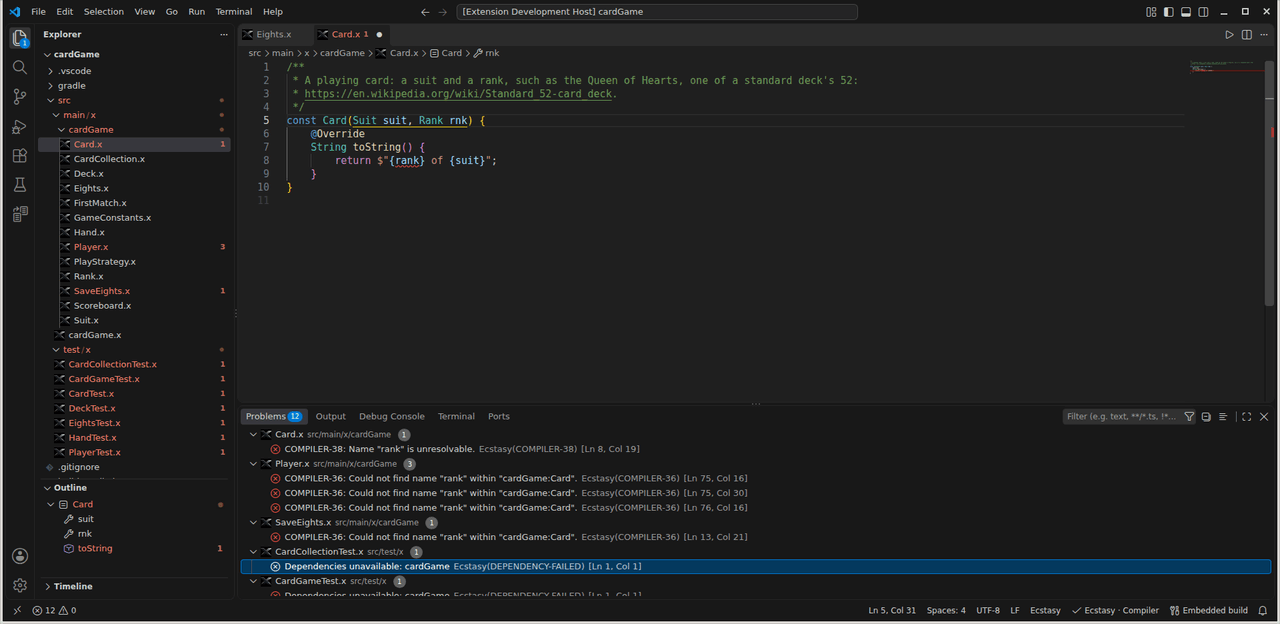 File Edit Selection View Go Run Terminal Help
[Extension Development Host] cardGame
Explorer
cardGame
.vscode
gradle
src
main / x
cardGame
Card.x 1
CardCollection.x
Deck.x
Eights.x
FirstMatch.x
GameConstants.x
Hand.x
Player.x 3
PlayStrategy.x
Rank.x
SaveEights.x 1
Scoreboard.x
Suit.x
cardGame.x
test / x
CardCollectionTest.x 1
CardGameTest.x 1
CardTest.x 1
DeckTest.x 1
EightsTest.x 1
HandTest.x 1
PlayerTest.x 1
.gitignore
Outline
Card
suit
rnk
toString 1
Timeline
Eights.x
Card.x 1
src > main > x > cardGame > Card.x > Card > rnk
1 /**
2 * A playing card: a suit and a rank, such as the Queen of Hearts, one of a standard deck's 52:
3 * https://en.wikipedia.org/wiki/Standard_52-card_deck.
4 */
5 const Card(Suit suit, Rank rnk) {
6 @Override
7 String toString() {
8 return $"{rank} of {suit}";
9 }
10 }
11
Problems 12 Output Debug Console Terminal Ports
Filter (e.g. text, **/*.ts, !*...
Card.x src/main/x/cardGame 1
COMPILER-38: Name "rank" is unresolvable. Ecstasy(COMPILER-38) [Ln 8, Col 19]
Player.x src/main/x/cardGame 3
COMPILER-36: Could not find name "rank" within "cardGame:Card". Ecstasy(COMPILER-36) [Ln 75, Col 16]
COMPILER-36: Could not find name "rank" within "cardGame:Card". Ecstasy(COMPILER-36) [Ln 75, Col 30]
COMPILER-36: Could not find name "rank" within "cardGame:Card". Ecstasy(COMPILER-36) [Ln 76, Col 16]
SaveEights.x src/main/x/cardGame 1
COMPILER-36: Could not find name "rank" within "cardGame:Card". Ecstasy(COMPILER-36) [Ln 13, Col 21]
CardCollectionTest.x src/test/x 1
Dependencies unavailable: cardGame Ecstasy(DEPENDENCY-FAILED) [Ln 1, Col 1]
CardGameTest.x src/test/x 1
Dependencies unavailable: cardGame Ecstasy(DEPENDENCY-FAILED) [Ln 1, Col 1]
12 0
Ln 5, Col 31 Spaces: 4 UTF-8 LF Ecstasy Ecstasy · Compiler Embedded build